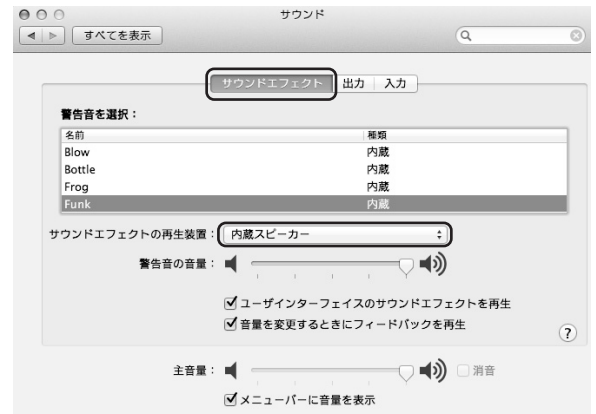 サウンド
すべてを表示
サウンドエフェクト 出力 入力
警告音を選択：
名前 種類
Blow 内蔵
Bottle 内蔵
Frog 内蔵
Funk 内蔵
サウンドエフェクトの再生装置： 内蔵スピーカー
警告音の音量：
ユーザインターフェイスのサウンドエフェクトを再生
音量を変更するときにフィードバックを再生
?
主音量： 消音
メニューバーに音量を表示